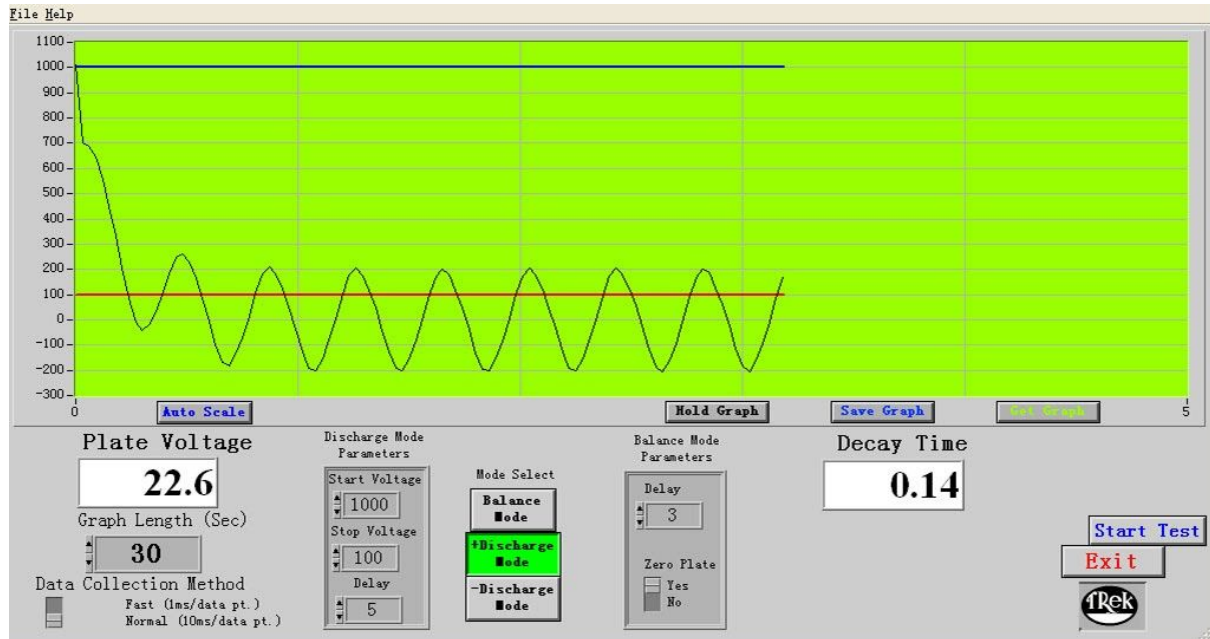 File Help
1100
1000
900
800
700
600
500
400
300
200
100
0
-100
-200
-300
0
5
Auto Scale
Hold Graph
Save Graph
Get Graph
Plate Voltage
22.6
Graph Length (Sec)
30
Data Collection Method
Fast (1ms/data pt.)
Normal (10ms/data pt.)
Discharge Mode
Parameters
Start Voltage
1000
Stop Voltage
100
Delay
5
Mode Select
Balance
Mode
+Discharge
Mode
-Discharge
Mode
Balance Mode
Parameters
Delay
3
Zero Plate
Yes
No
Decay Time
0.14
Start Test
Exit
TRek